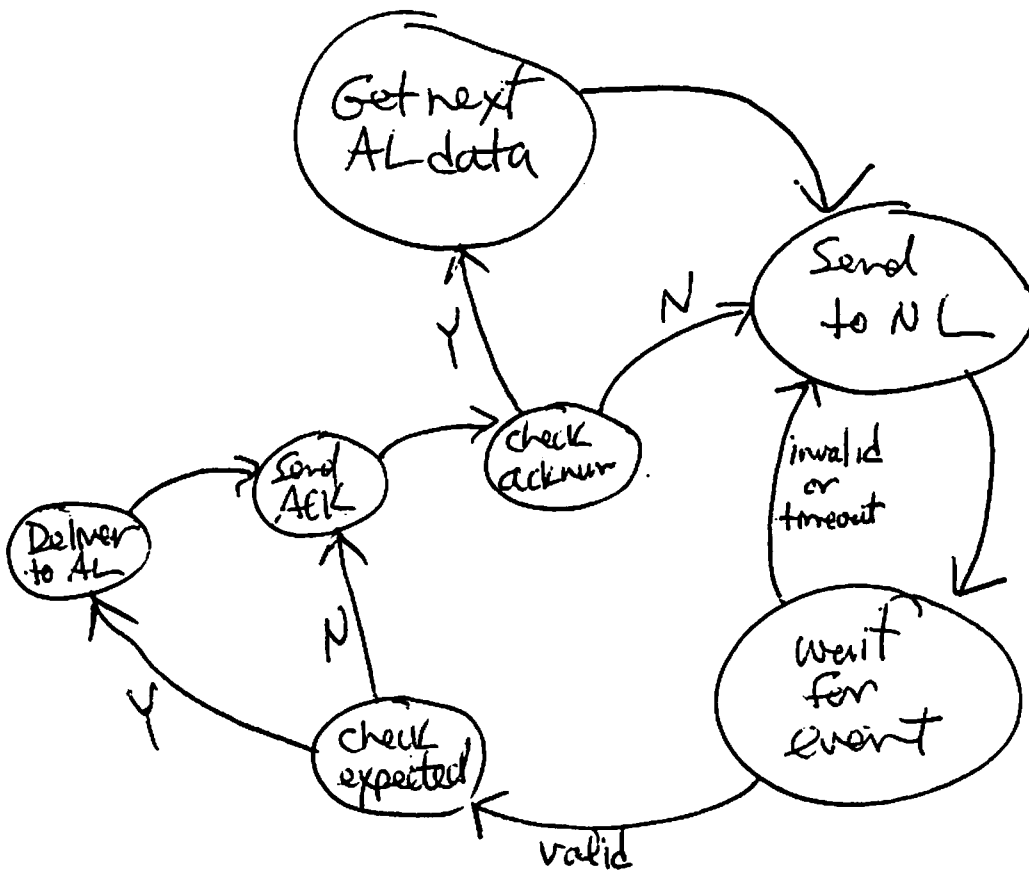 Get next
AL data
Send
to NL
N
Y
check
acknum
Send
ACK
invalid
or
timeout
Deliver
to AL
N
wait
for
event
Y
check
expected
valid